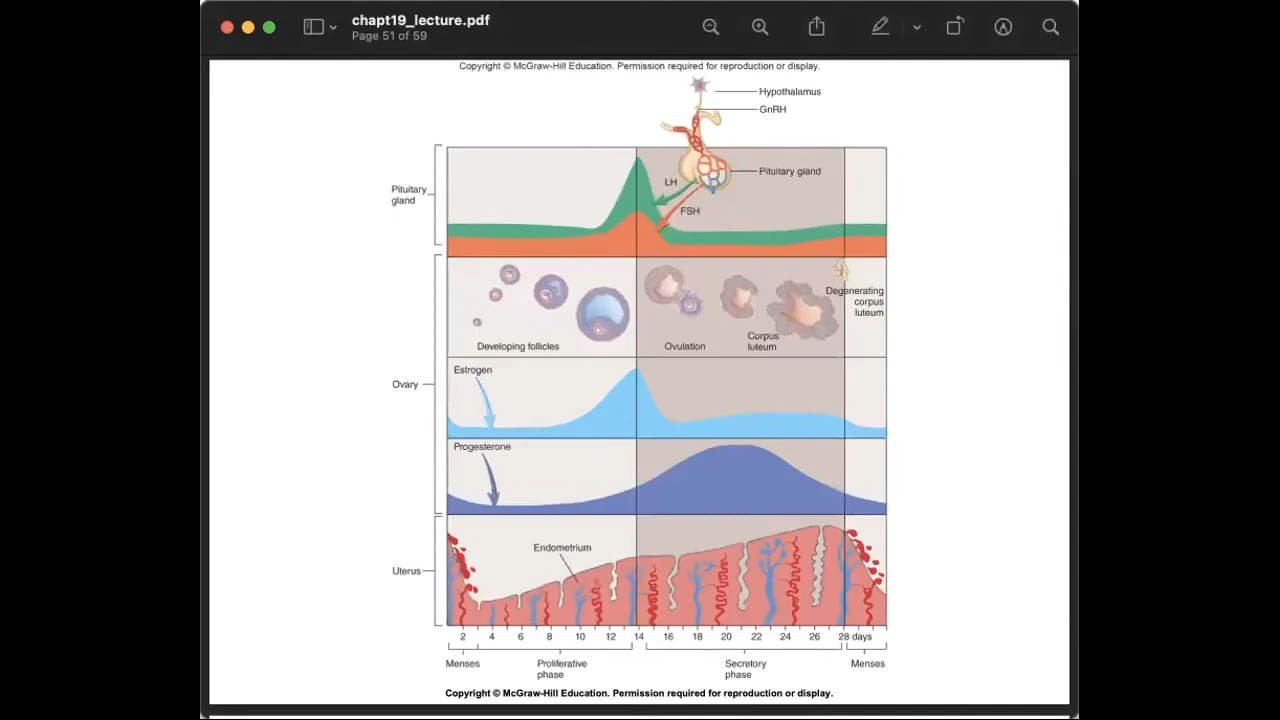 chapt19_lecture.pdf
Page 51 of 59
Copyright © McGraw-Hill Education. Permission required for reproduction or display.
Hypothalamus
GnRH
Pituitary gland
LH
FSH
Pituitary
gland
Degenerating
corpus
luteum
Developing follicles
Ovulation
Corpus
luteum
Ovary
Estrogen
Progesterone
Endometrium
Uterus
2 4 6 8 10 12 14 16 18 20 22 24 26 28 days
Menses
Proliferative
phase
Secretory
phase
Menses
Copyright © McGraw-Hill Education. Permission required for reproduction or display.